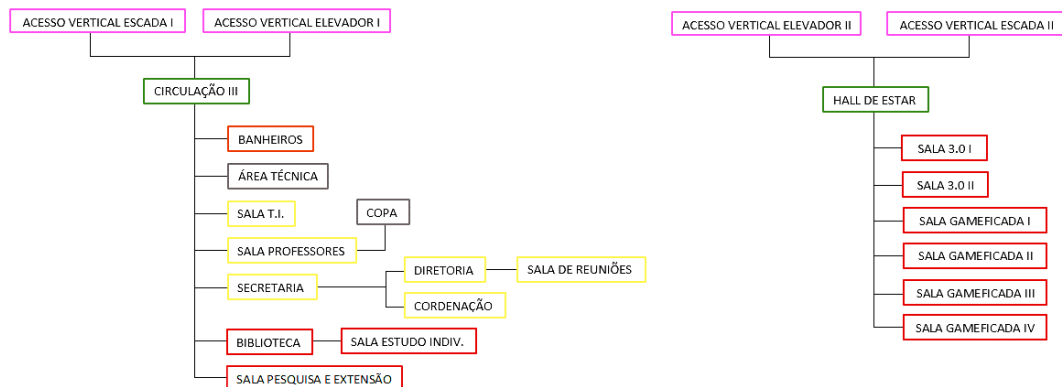 ACESSO VERTICAL ESCADA I
ACESSO VERTICAL ELEVADOR I
CIRCULAÇÃO III
BANHEIROS
ÁREA TÉCNICA
SALA T.I.
COPA
SALA PROFESSORES
SECRETARIA
DIRETORIA
SALA DE REUNIÕES
CORDENAÇÃO
BIBLIOTECA
SALA ESTUDO INDIV.
SALA PESQUISA E EXTENSÃO
ACESSO VERTICAL ELEVADOR II
ACESSO VERTICAL ESCADA II
HALL DE ESTAR
SALA 3.0 I
SALA 3.0 II
SALA GAMEFICADA I
SALA GAMEFICADA II
SALA GAMEFICADA III
SALA GAMEFICADA IV